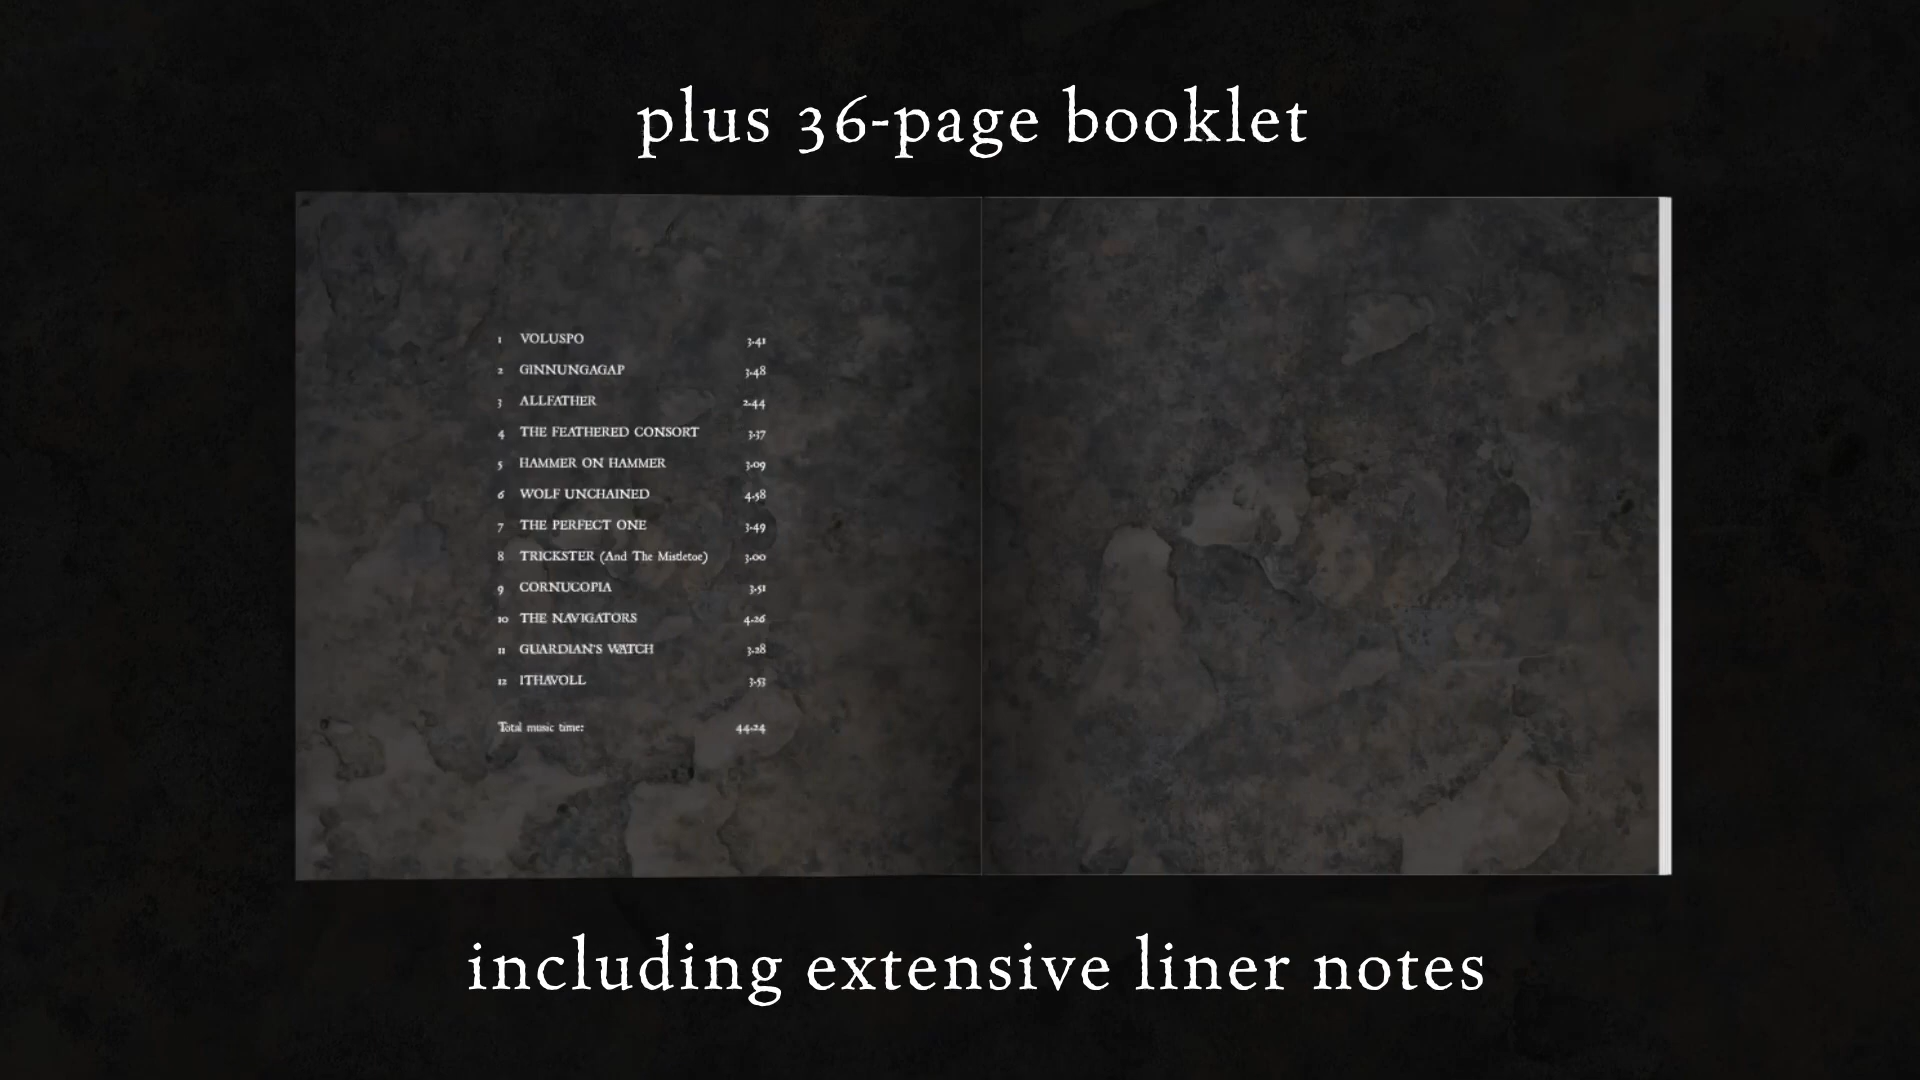 plus 36-page booklet
1 VOLUSPO 3.41
2 GINNUNGAGAP 3.48
3 ALLFATHER 2.44
4 THE FEATHERED CONSORT 3.37
5 HAMMER ON HAMMER 3.09
6 WOLF UNCHAINED 4.58
7 THE PERFECT ONE 3.49
8 TRICKSTER (And The Mistletoe) 3.00
9 CORNUCOPIA 3.51
10 THE NAVIGATORS 4.26
11 GUARDIAN'S WATCH 3.28
12 ITHAVOLL 3.53
Total music time: 44.24
including extensive liner notes